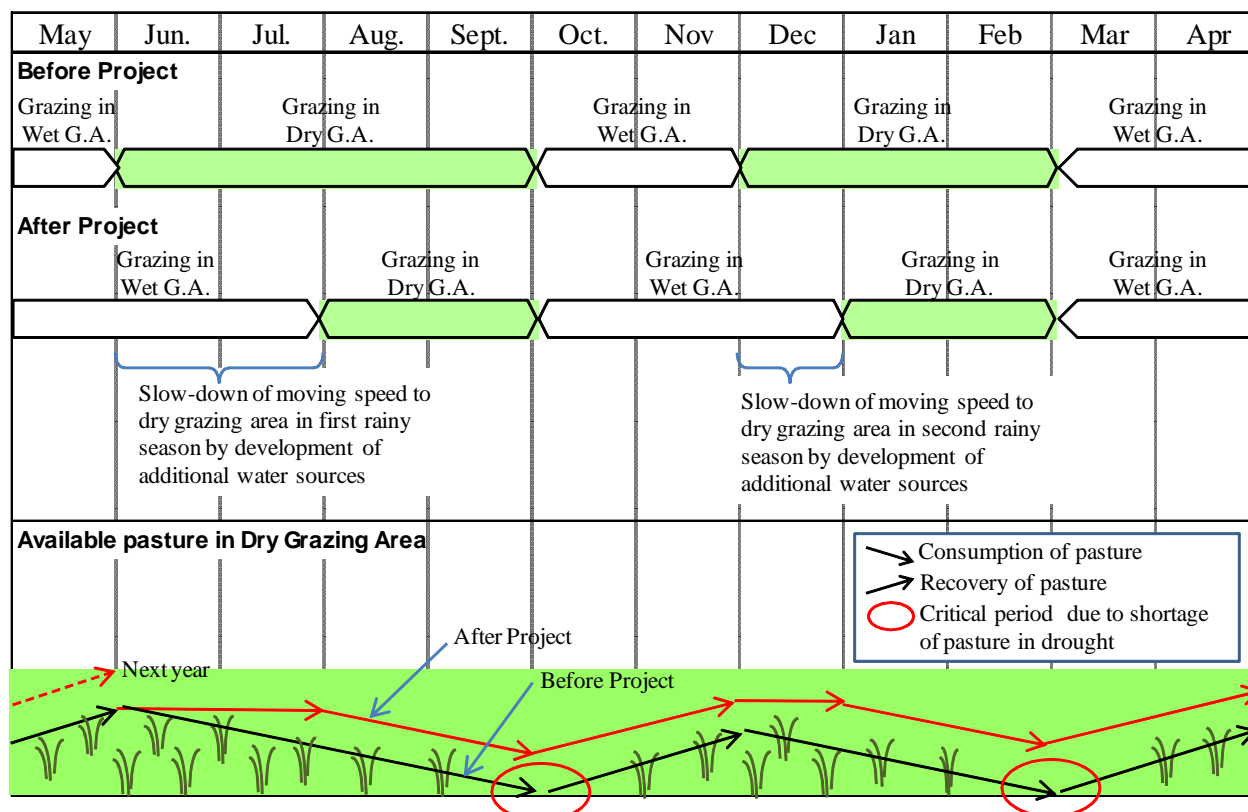 May Jun. Jul. Aug. Sept. Oct. Nov Dec Jan Feb Mar Apr
Before Project
Grazing in
Wet G.A.
Grazing in
Dry G.A.
Grazing in
Wet G.A.
Grazing in
Dry G.A.
Grazing in
Wet G.A.
After Project
Grazing in
Wet G.A.
Grazing in
Dry G.A.
Grazing in
Wet G.A.
Grazing in
Dry G.A.
Grazing in
Wet G.A.
Slow-down of moving speed to
dry grazing area in first rainy
season by development of
additional water sources
Slow-down of moving speed to
dry grazing area in second rainy
season by development of
additional water sources
Available pasture in Dry Grazing Area
Consumption of pasture
Recovery of pasture
Critical period due to shortage
of pasture in drought
After Project
Next year
Before Project